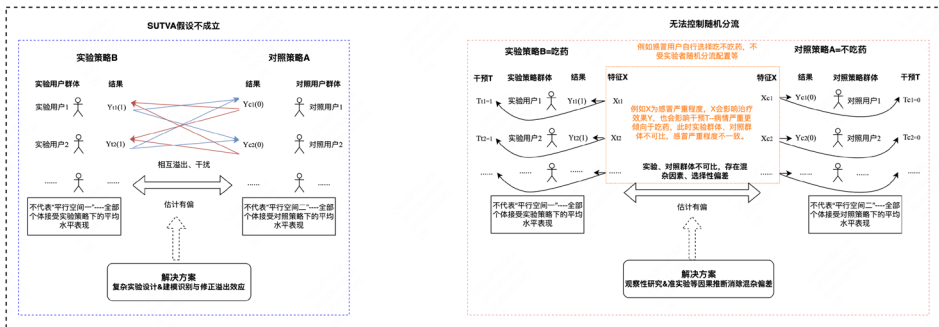 SUTVA假设不成立
实验策略B
对照策略A
实验用户群体
结果
结果
对照用户群体
实验用户1
Yt1(1)
Yc1(0)
对照用户1
实验用户2
Yt2(1)
Yc2(0)
对照用户2
相互溢出、干扰
......
......
......
......
估计有偏
不代表“平行空间一”----全部
个体接受实验策略下的平均
水平表现
不代表“平行空间二”----全部
个体接受对照策略下的平均
水平表现
解决方案
复杂实验设计&建模识别与修正溢出效应
无法控制随机分流
实验策略B=吃药
例如感冒用户自行选择吃不吃药，不
受实验者随机分流配置等
对照策略A=不吃药
干预T
实验策略群体
结果
特征X
特征X
结果
对照策略群体
干预T
Tt1=1
实验用户1
Yt1(1)
Xt1
Xc1
Yc1(0)
对照用户1
Tc1=0
例如X为感冒严重程度，X会影响治疗
效果Y，也会影响干预T--病情严重更
倾向于吃药，此时实验群体、对照群
体不可比，感冒严重程度不一致。
Tt2=1
实验用户2
Yt2(1)
Xt2
Xc2
Yc2(0)
对照用户2
Tc2=0
实验、对照群体不可比，存在混
杂因素、选择性偏差
......
......
......
......
......
......
......
......
估计有偏
不代表“平行空间一”----全部
个体接受实验策略下的平均
水平表现
不代表“平行空间二”----全部
个体接受对照策略下的平均
水平表现
解决方案
观察性研究&准实验等因果推断消除混杂偏差